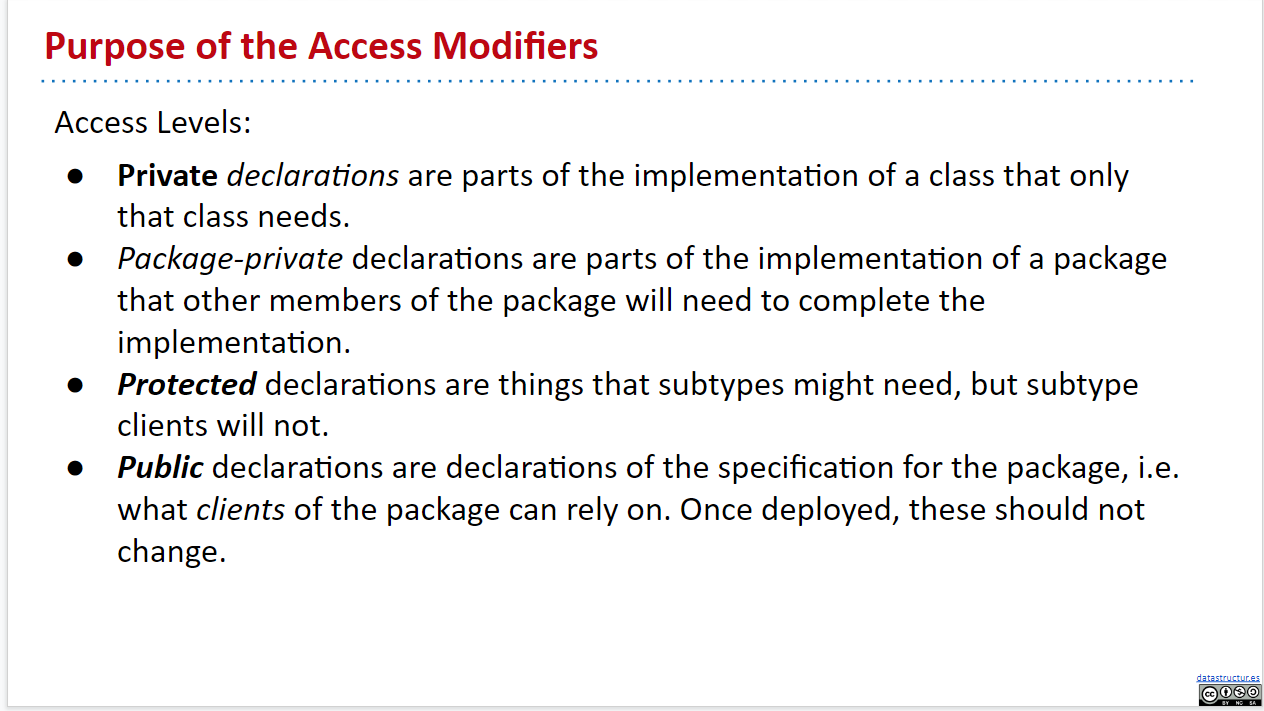 Purpose of the Access Modifiers
Access Levels:
● Private declarations are parts of the implementation of a class that only
that class needs.
● Package-private declarations are parts of the implementation of a package
that other members of the package will need to complete the
implementation.
● Protected declarations are things that subtypes might need, but subtype
clients will not.
● Public declarations are declarations of the specification for the package, i.e.
what clients of the package can rely on. Once deployed, these should not
change.
datastructur.es
cc
BY NC SA